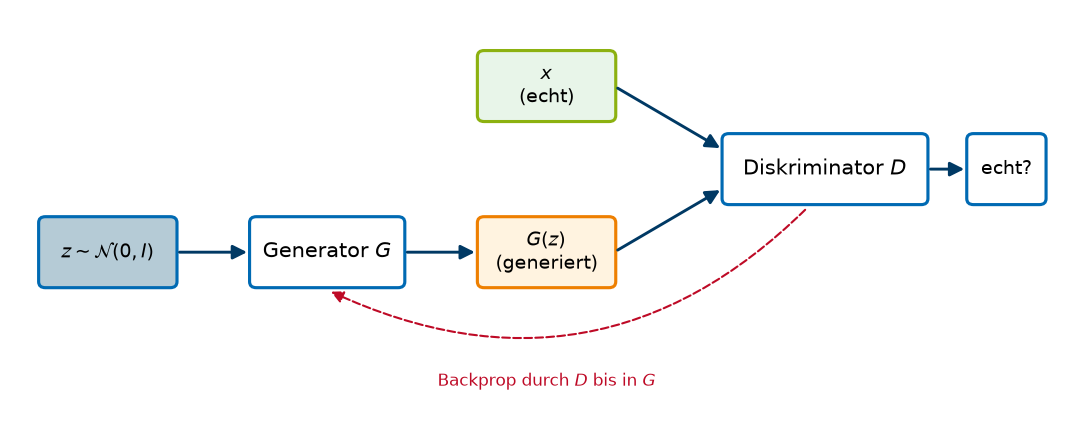 x
(echt)
Diskriminator D
echt?
z ~ 𝒩(0, I)
Generator G
G(z)
(generiert)
Backprop durch D bis in G